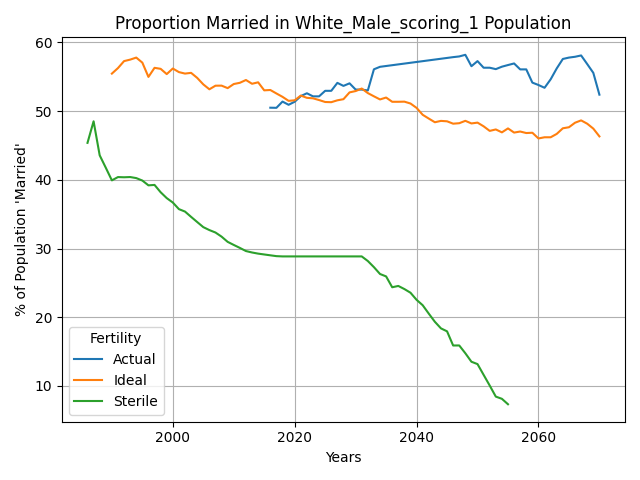 Proportion Married in White_Male_scoring_1 Population
% of Population 'Married'
60
50
40
30
20
10
Fertility
Actual
Ideal
Sterile
2000 2020 2040 2060
Years